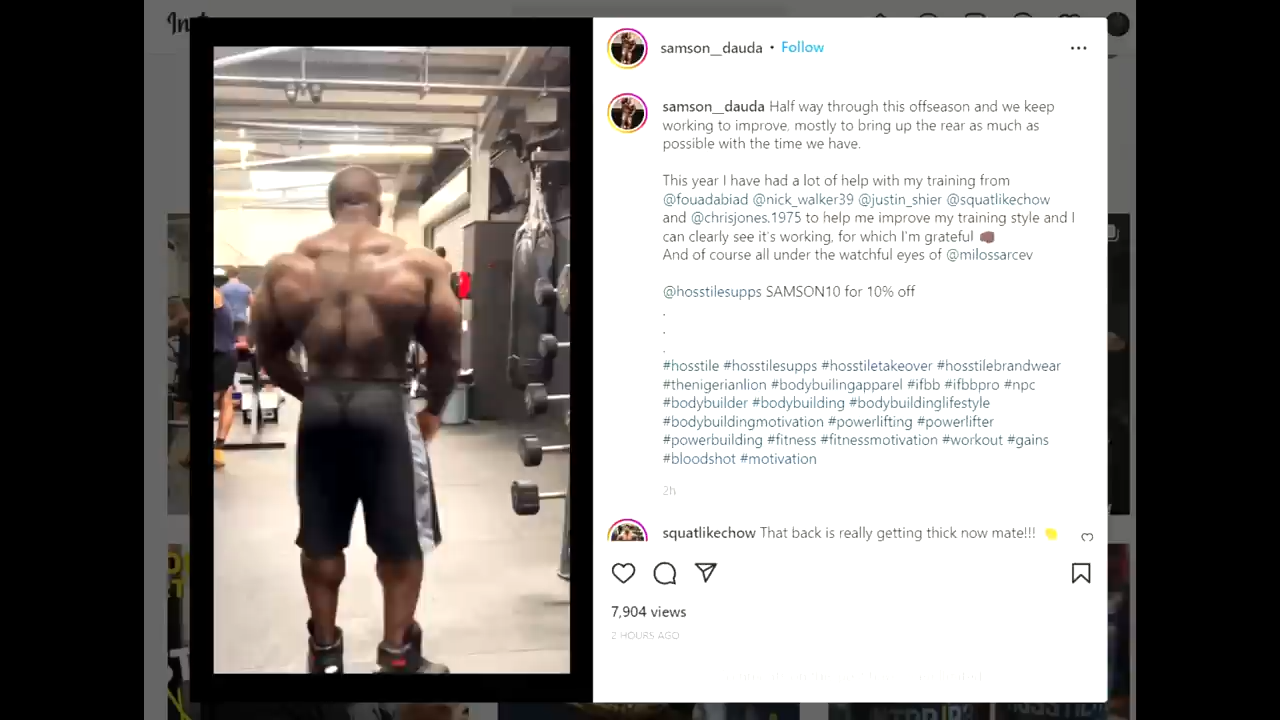 samson__dauda • Follow
samson__dauda Half way through this offseason and we keep
working to improve, mostly to bring up the rear as much as
possible with the time we have.
This year I have had a lot of help with my training from
@fouadabiad @nick_walker39 @justin_shier @squatlikechow
and @chrisjones.1975 to help me improve my training style and I
can clearly see it's working, for which I'm grateful
And of course all under the watchful eyes of @milossarcev
@hosstilesupps SAMSON10 for 10% off
.
.
.
#hosstile #hosstilesupps #hosstiletakeover #hosstilebrandwear
#thenigerianlion #bodybuilingapparel #ifbb #ifbbpro #npc
#bodybuilder #bodybuilding #bodybuildinglifestyle
#bodybuildingmotivation #powerlifting #powerlifter
#powerbuilding #fitness #fitnessmotivation #workout #gains
#bloodshot #motivation
2h
squatlikechow That back is really getting thick now mate!!!
7,904 views
2 HOURS AGO